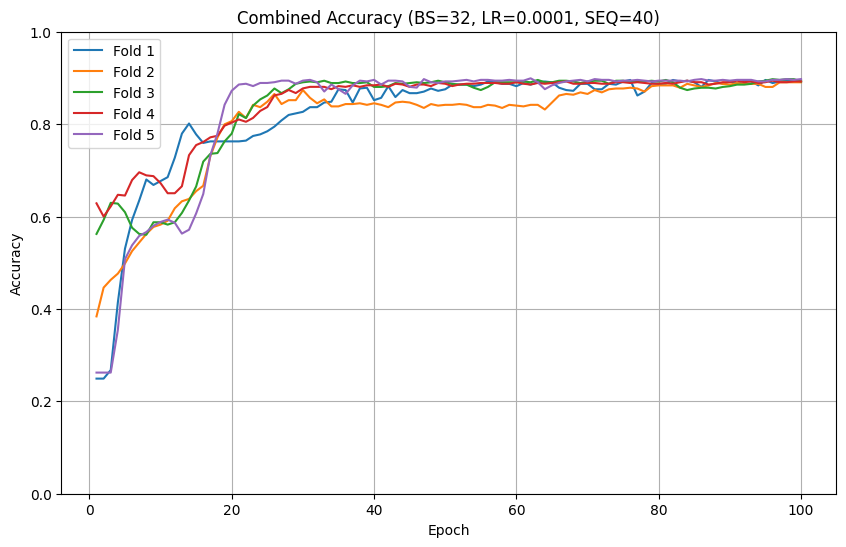 Combined Accuracy (BS=32, LR=0.0001, SEQ=40)
Fold 1
Fold 2
Fold 3
Fold 4
Fold 5
Accuracy
1.0
0.8
0.6
0.4
0.2
0.0
0 20 40 60 80 100
Epoch